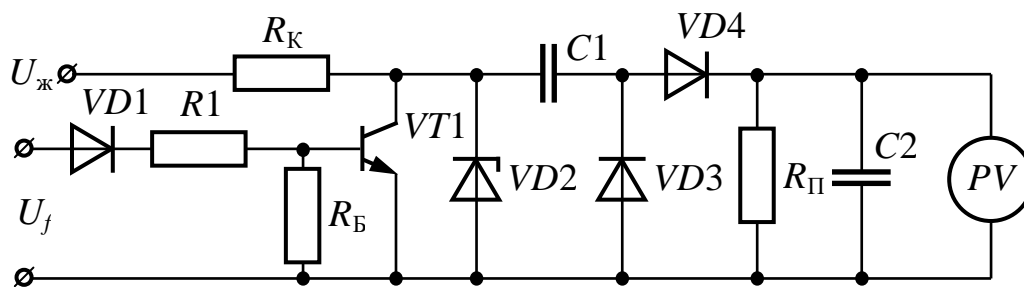 R_К
C1
VD4
U_ж
VD1
R1
VT1
VD2
VD3
R_П
C2
PV
U_f
R_Б